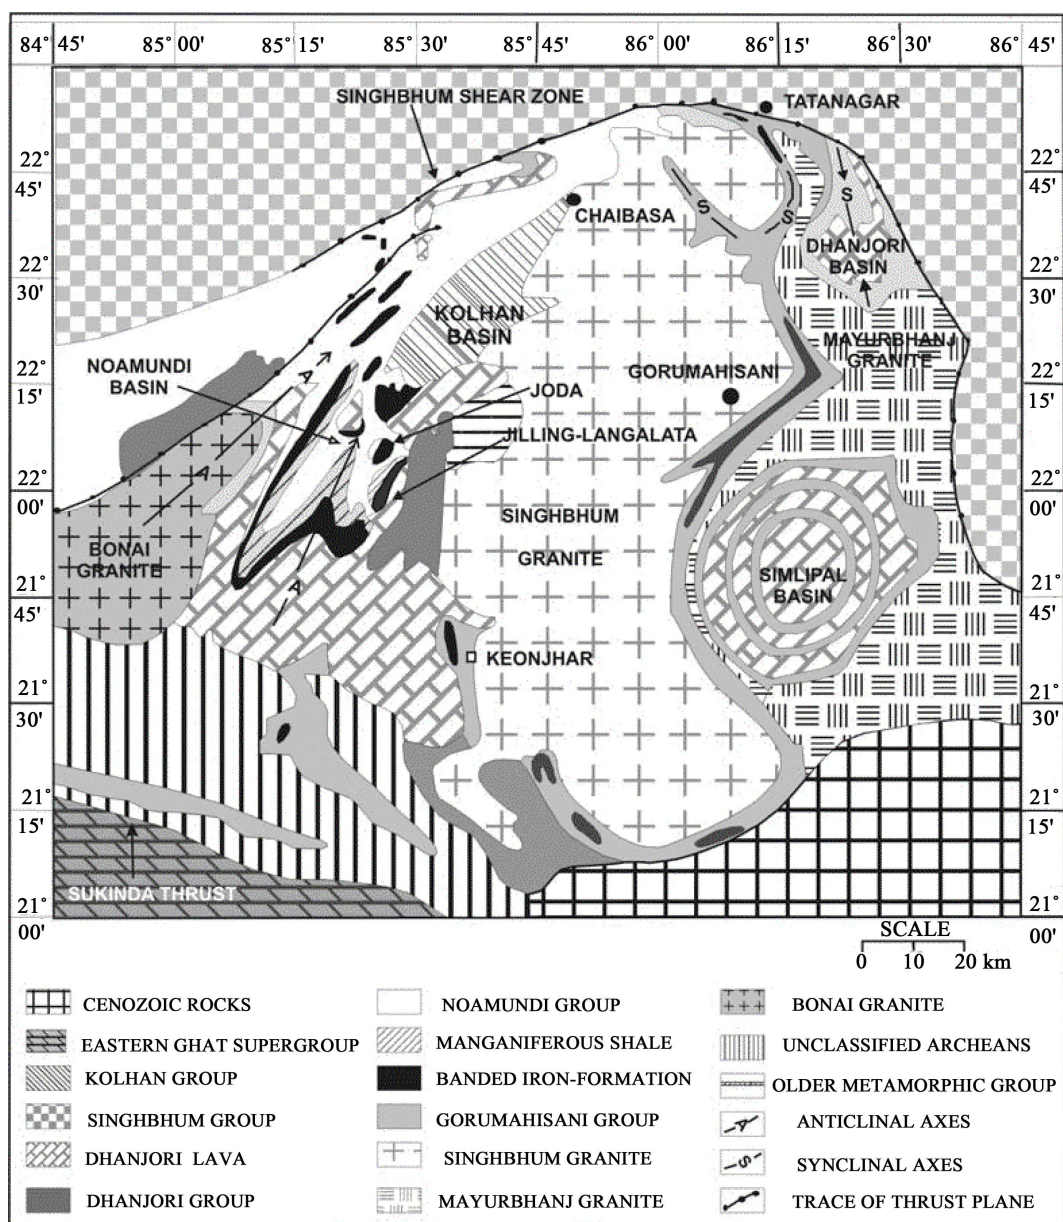 84° 45' 85° 00' 85° 15' 85° 30' 85° 45' 86° 00' 86° 15' 86° 30' 86° 45'
SINGHBHUM SHEAR ZONE
TATANAGAR
22° 45'
22° 45'
CHAIBASA
S
S
S
DHANJORI
BASIN
22° 30'
22° 30'
KOLHAN
BASIN
MAYURBHANJ
GRANITE
NOAMUNDI
BASIN
A
GORUMAHISANI
22° 15'
22° 15'
JODA
JILLING-LANGALATA
A
22° 00'
22° 00'
SINGHBHUM
GRANITE
BONAI
GRANITE
SIMLIPAL
BASIN
21° 45'
21° 45'
A
KEONJHAR
21° 30'
21° 30'
21° 15'
21° 15'
SUKINDA THRUST
21° 00'
21° 00'
SCALE
0 10 20 km
CENOZOIC ROCKS
EASTERN GHAT SUPERGROUP
KOLHAN GROUP
SINGHBHUM GROUP
DHANJORI LAVA
DHANJORI GROUP
NOAMUNDI GROUP
MANGANIFEROUS SHALE
BANDED IRON-FORMATION
GORUMAHISANI GROUP
SINGHBHUM GRANITE
MAYURBHANJ GRANITE
BONAI GRANITE
UNCLASSIFIED ARCHEANS
OLDER METAMORPHIC GROUP
A
ANTICLINAL AXES
S
SYNCLINAL AXES
TRACE OF THRUST PLANE